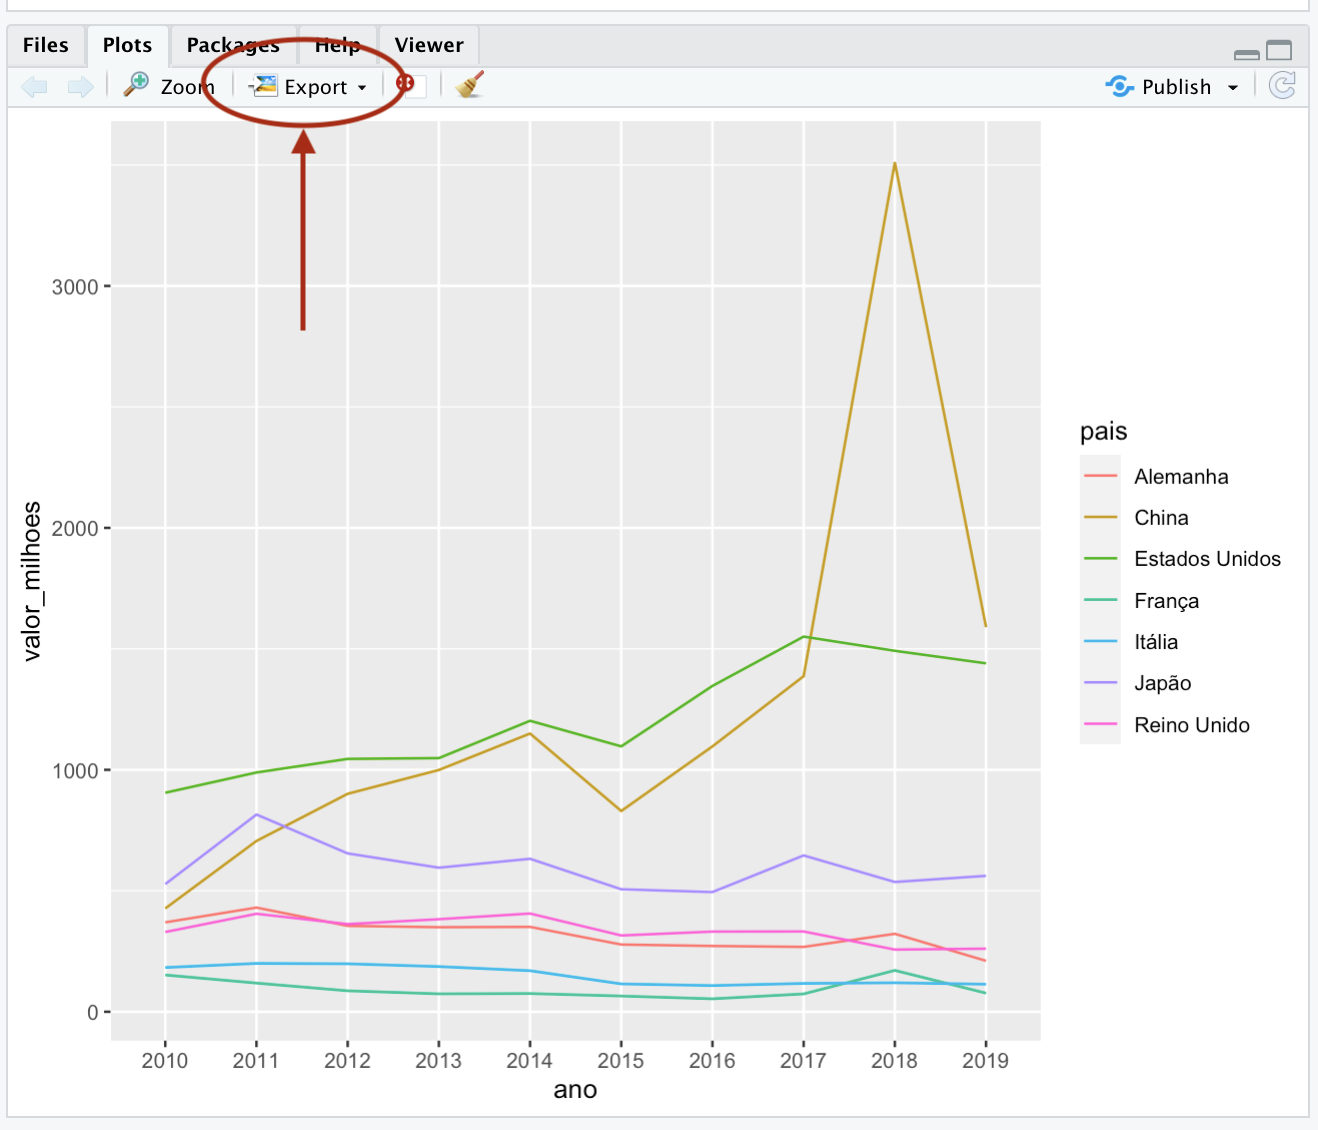 Files Plots Packages Help Viewer
Zoom Export Publish
3000
2000
1000
0
valor_milhoes
2010 2011 2012 2013 2014 2015 2016 2017 2018 2019
ano
pais
Alemanha
China
Estados Unidos
França
Itália
Japão
Reino Unido